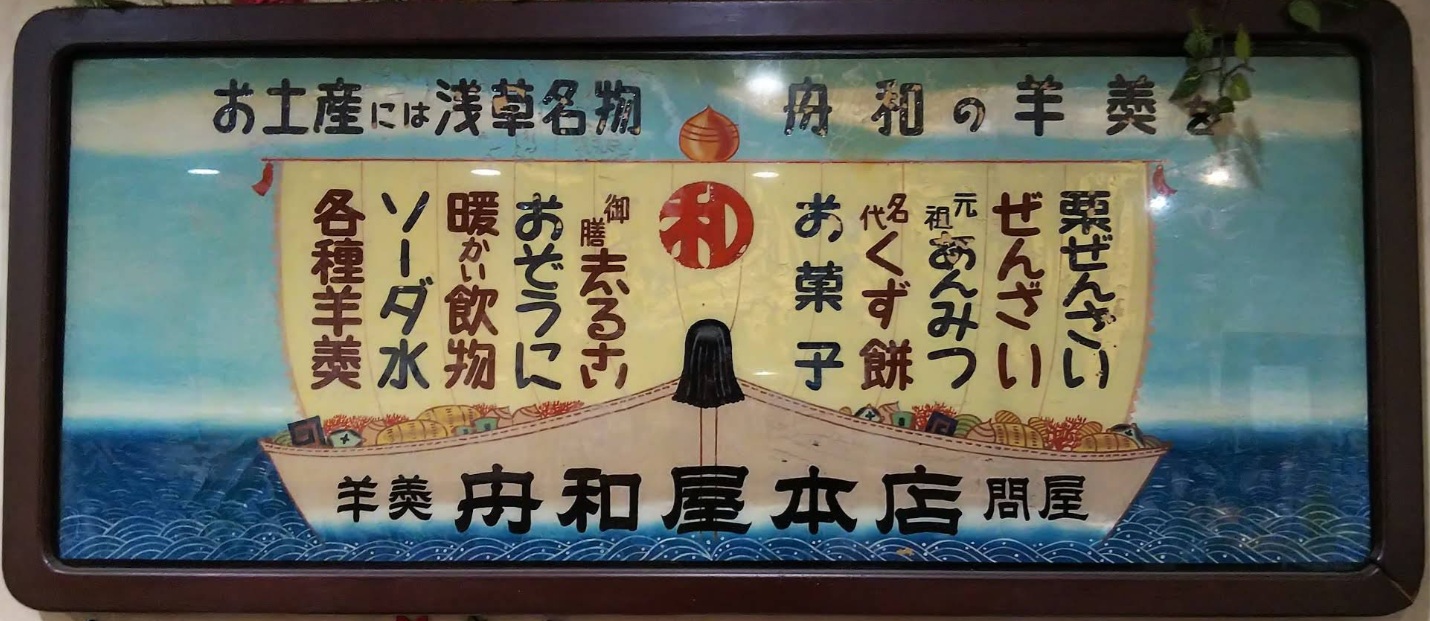 お土産には浅草名物 舟和の羊羹を
栗ぜんざい
ぜんざい
元祖あんみつ
名代くず餅
お菓子
和
御膳志るこ
おぞうに
暖かい飲物
ソーダ水
各種羊羹
羊羹 舟和屋本店 問屋